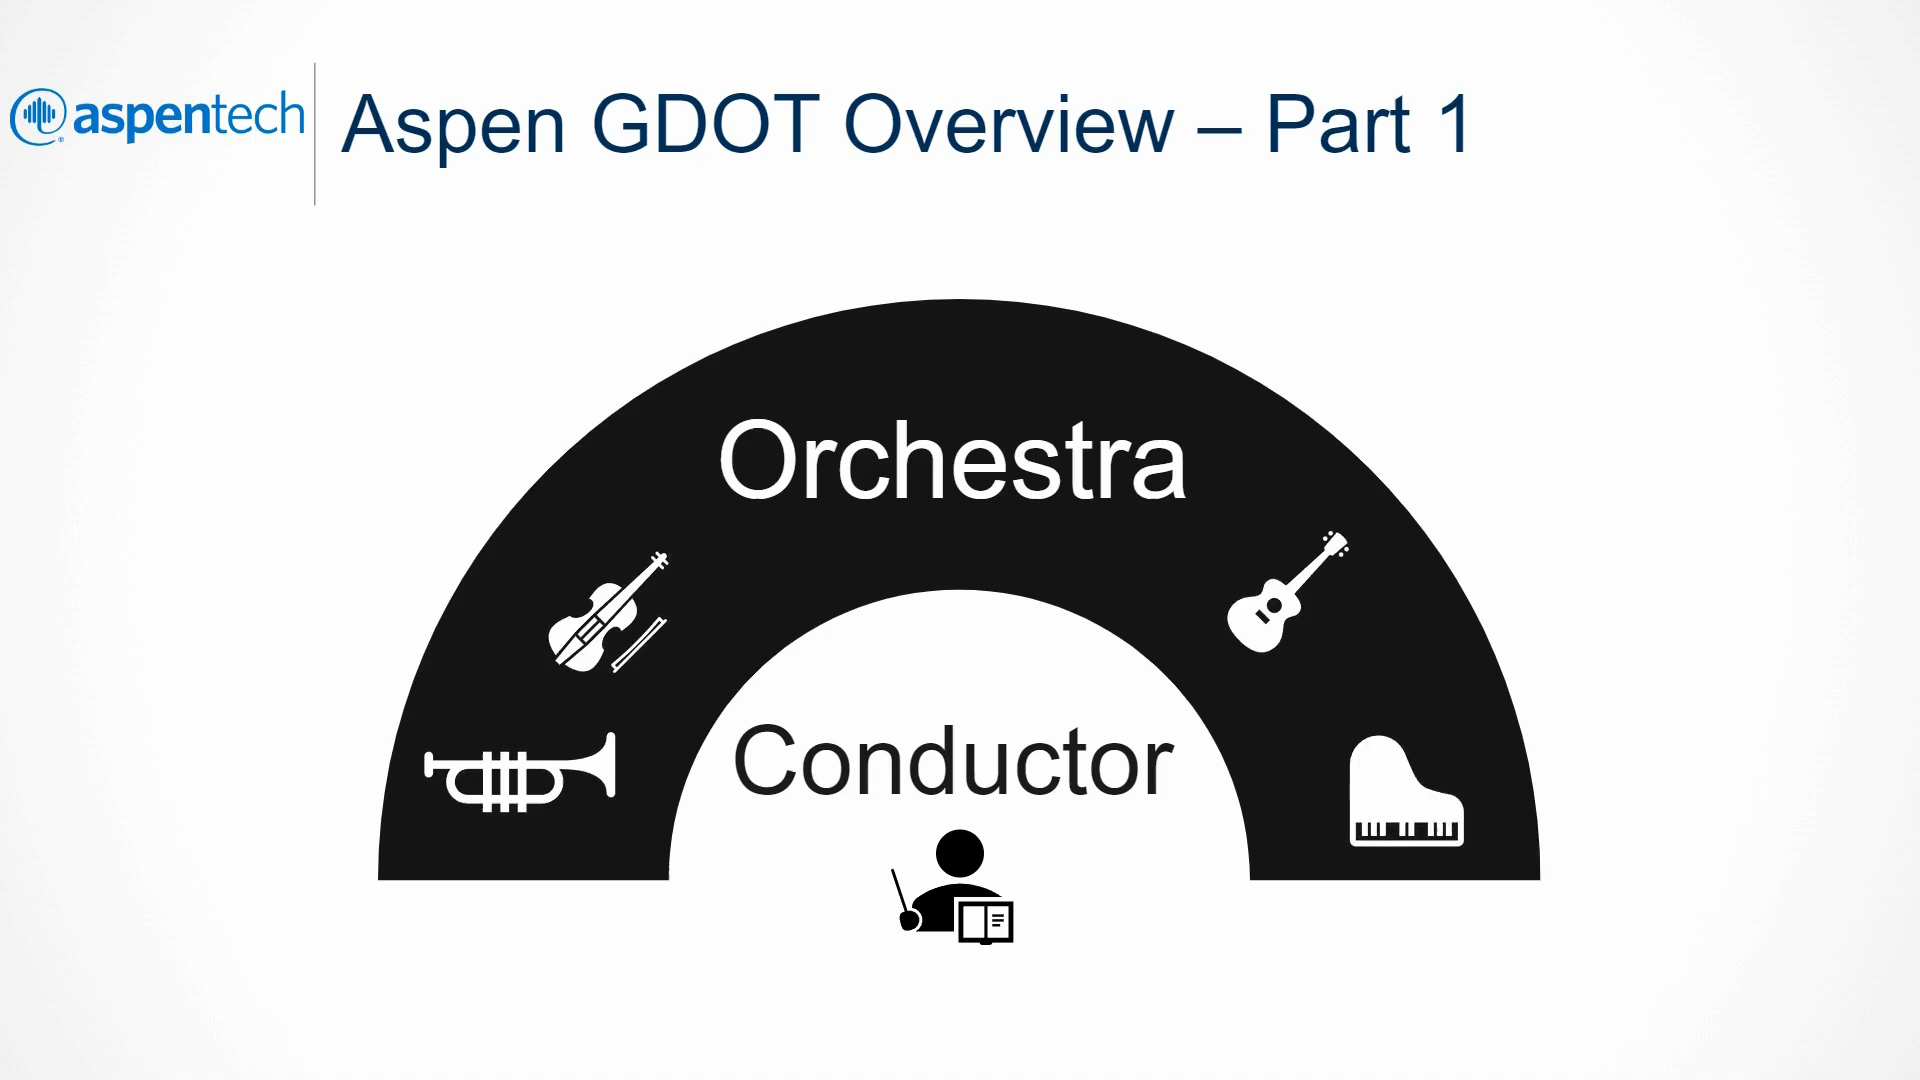 aspentech
Aspen GDOT Overview – Part 1
Orchestra
Conductor